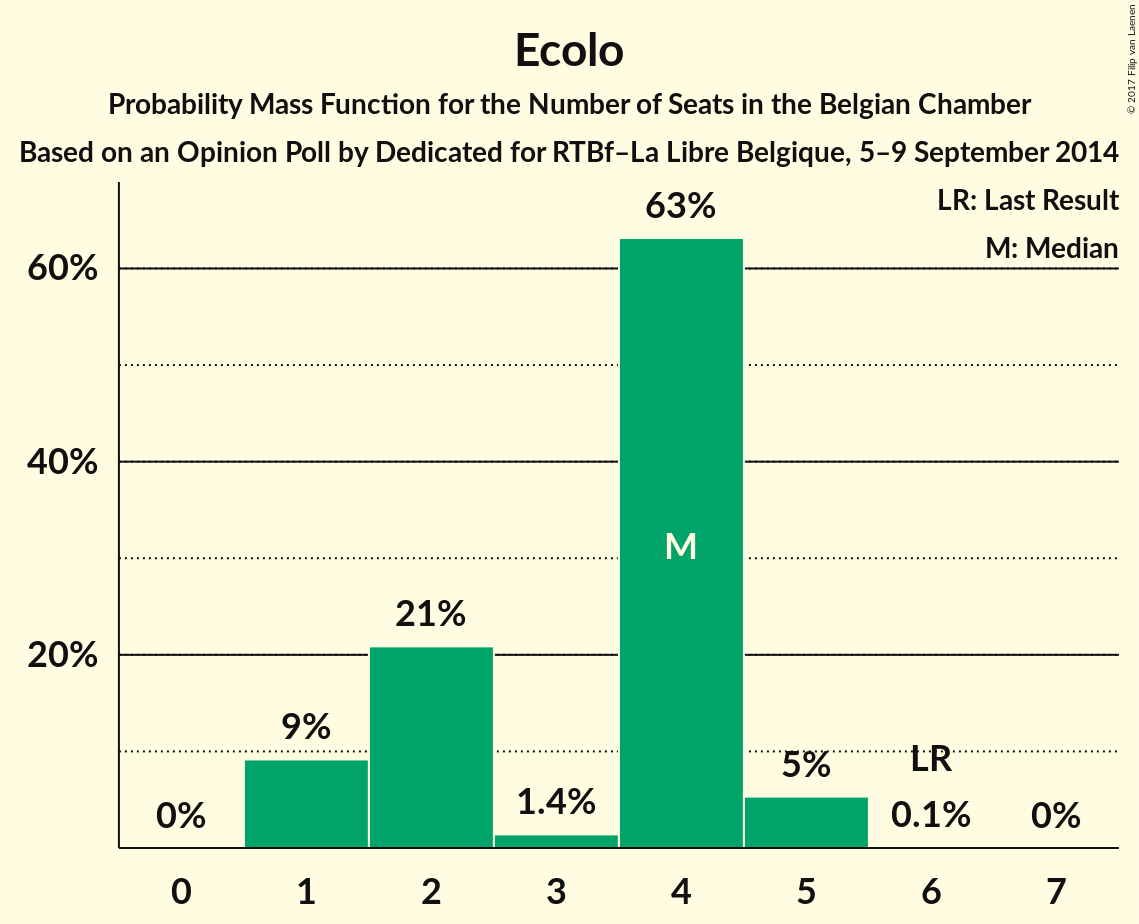 Ecolo
Probability Mass Function for the Number of Seats in the Belgian Chamber
Based on an Opinion Poll by Dedicated for RTBf–La Libre Belgique, 5–9 September 2014
© 2017 Filip van Laenen
LR: Last Result
M: Median
60%
40%
20%
0%
9%
21%
1.4%
63%
M
5%
LR
0.1%
0%
0 1 2 3 4 5 6 7